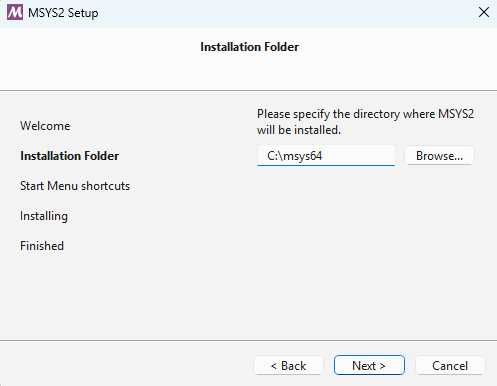 MSYS2 Setup
Installation Folder
Please specify the directory where MSYS2
will be installed.
Welcome
Installation Folder
C:\msys64
Browse...
Start Menu shortcuts
Installing
Finished
< Back
Next >
Cancel